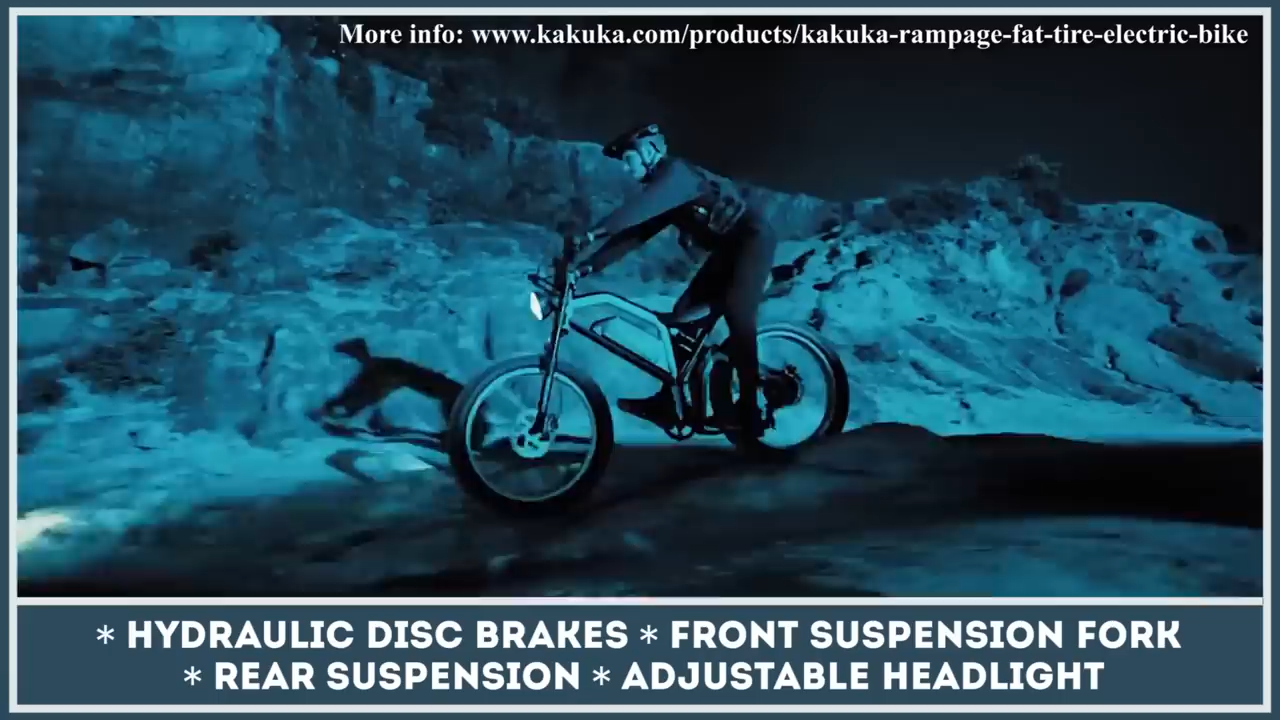 More info: www.kakuka.com/products/kakuka-rampage-fat-tire-electric-bike
* HYDRAULIC DISC BRAKES * FRONT SUSPENSION FORK
* REAR SUSPENSION * ADJUSTABLE HEADLIGHT